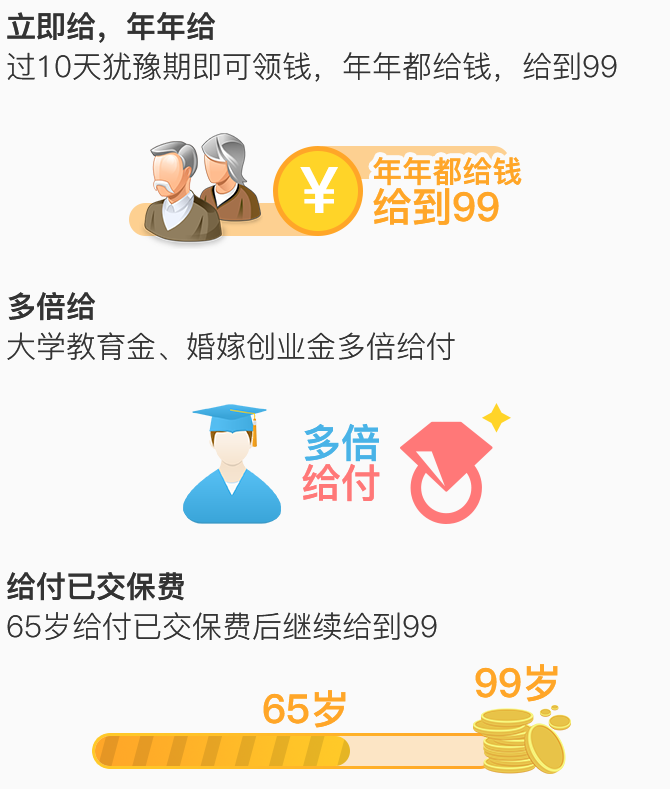 立即给，年年给
过10天犹豫期即可领钱，年年都给钱，给到99
¥
年年都给钱
给到99
多倍给
大学教育金、婚嫁创业金多倍给付
多倍
给付
给付已交保费
65岁给付已交保费后继续给到99
99岁
65岁